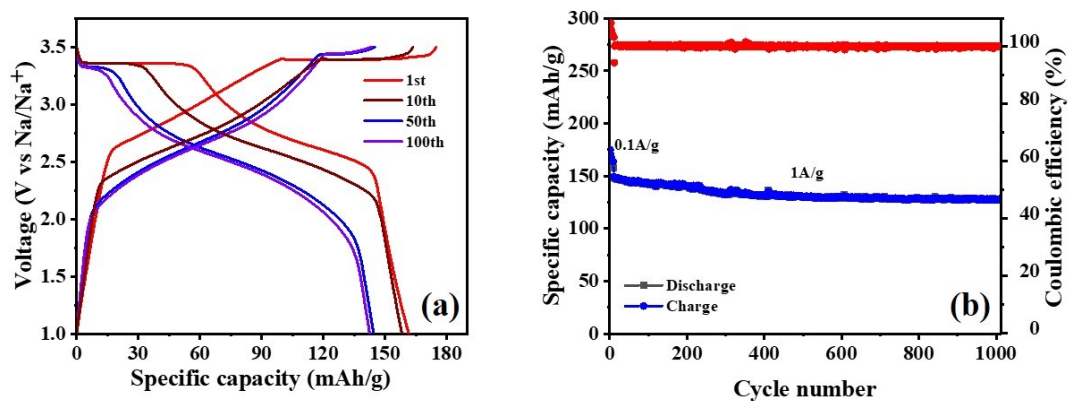 3.5
3.0
2.5
2.0
1.5
1.0
Voltage (V vs Na/Na⁺)
1st
10th
50th
100th
(a)
0 30 60 90 120 150 180
Specific capacity (mAh/g)
300
250
200
150
100
50
0
Specific capacity (mAh/g)
0.1A/g
1A/g
Discharge
Charge
(b)
100
80
60
40
20
0
Coulombic efficiency (%)
0 200 400 600 800 1000
Cycle number